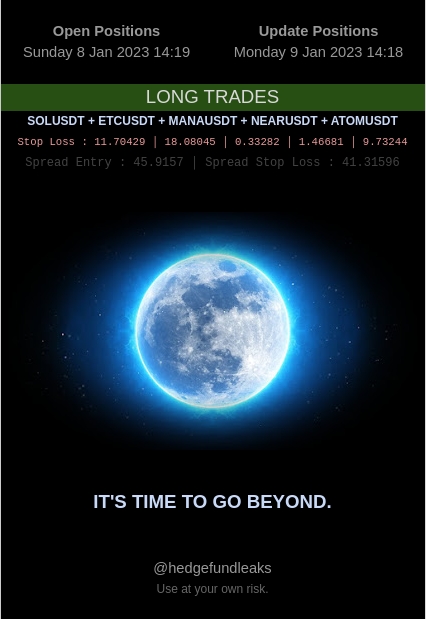 Open Positions Update Positions
Sunday 8 Jan 2023 14:19 Monday 9 Jan 2023 14:18
LONG TRADES
SOLUSDT + ETCUSDT + MANAUSDT + NEARUSDT + ATOMUSDT
Stop Loss : 11.70429 | 18.08045 | 0.33282 | 1.46681 | 9.73244
Spread Entry : 45.9157 | Spread Stop Loss : 41.31596
IT'S TIME TO GO BEYOND.
@hedgefundleaks
Use at your own risk.